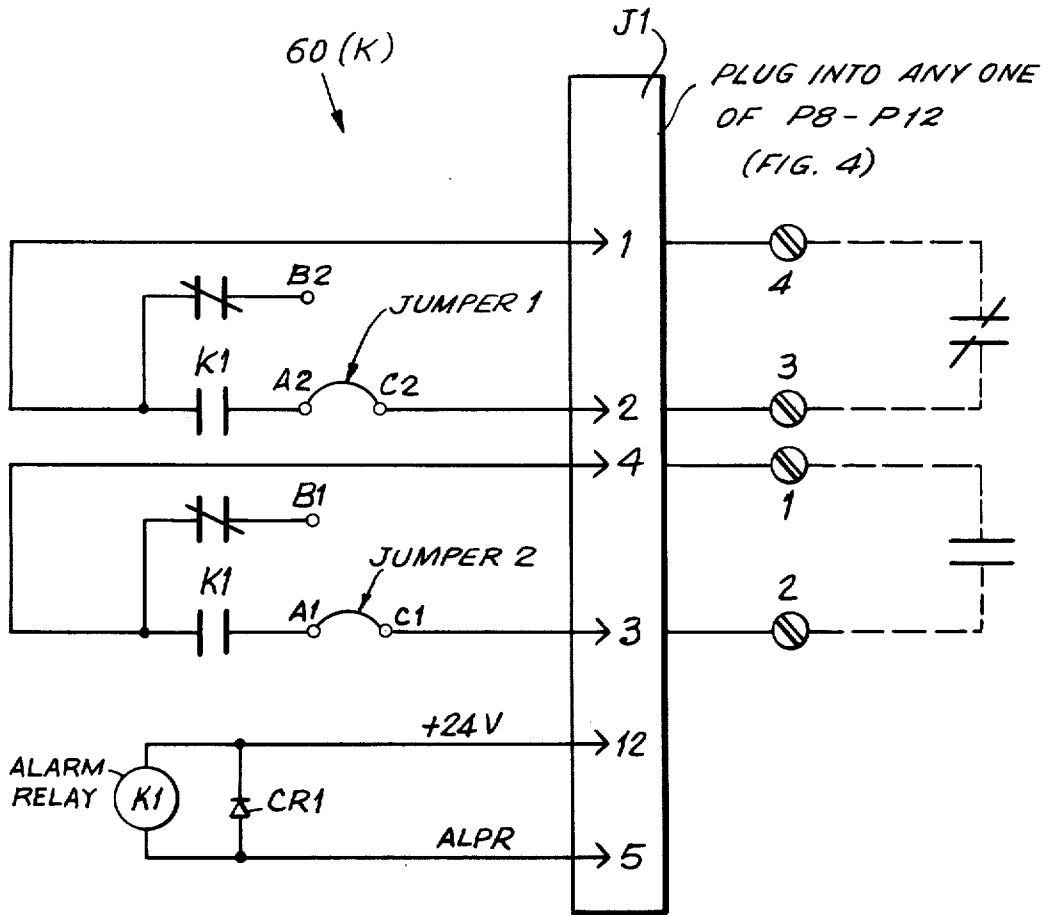 60 (K)
J1
PLUG INTO ANY ONE
OF P8 - P12
(FIG. 4)
1
4
B2
JUMPER 1
K1
A2
C2
2
3
4
1
B1
JUMPER 2
K1
A1
C1
3
2
+24V
12
ALARM
RELAY
K1
CR1
ALPR
5